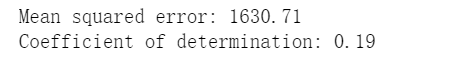 Mean squared error: 1630.71
Coefficient of determination: 0.19